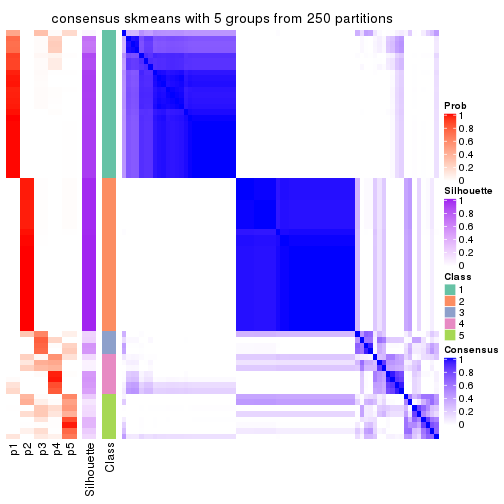 consensus skmeans with 5 groups from 250 partitions
Prob
1
0.8
0.6
0.4
0.2
0
Silhouette
1
0.8
0.6
0.4
0.2
0
Class
1
2
3
4
5
Consensus
1
0.8
0.6
0.4
0.2
0
p1
p2
p3
p4
p5
Silhouette
Class